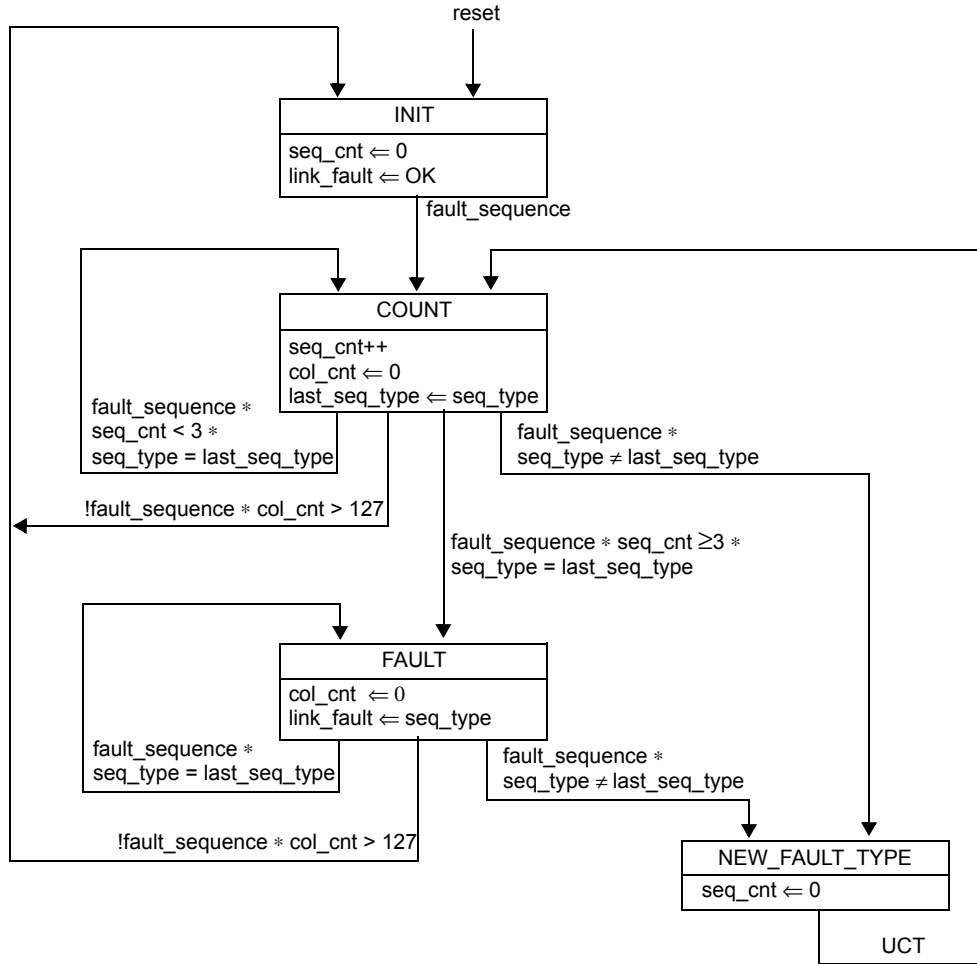 reset
INIT
seq_cnt ⇐ 0
link_fault ⇐ OK
fault_sequence
COUNT
seq_cnt++
col_cnt ⇐ 0
last_seq_type ⇐ seq_type
fault_sequence *
seq_cnt < 3 *
seq_type = last_seq_type
fault_sequence *
seq_type ≠ last_seq_type
!fault_sequence * col_cnt > 127
fault_sequence * seq_cnt ≥3 *
seq_type = last_seq_type
FAULT
col_cnt ⇐ 0
link_fault ⇐ seq_type
fault_sequence *
seq_type = last_seq_type
fault_sequence *
seq_type ≠ last_seq_type
!fault_sequence * col_cnt > 127
NEW_FAULT_TYPE
seq_cnt ⇐ 0
UCT